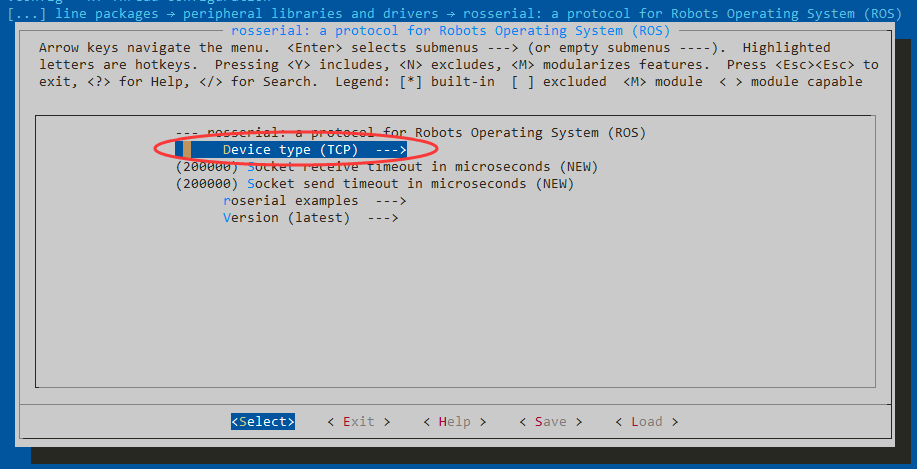 [...] line packages → peripheral libraries and drivers → rosserial: a protocol for Robots Operating System (ROS)
rosserial: a protocol for Robots Operating System (ROS)
Arrow keys navigate the menu. <Enter> selects submenus ---> (or empty submenus ----). Highlighted
letters are hotkeys. Pressing <Y> includes, <N> excludes, <M> modularizes features. Press <Esc><Esc> to
exit, <?> for Help, </> for Search. Legend: [*] built-in [ ] excluded <M> module < > module capable
--- rosserial: a protocol for Robots Operating System (ROS)
Device type (TCP) --->
(200000) Socket receive timeout in microseconds (NEW)
(200000) Socket send timeout in microseconds (NEW)
roserial examples --->
Version (latest) --->
<Select> < Exit > < Help > < Save > < Load >